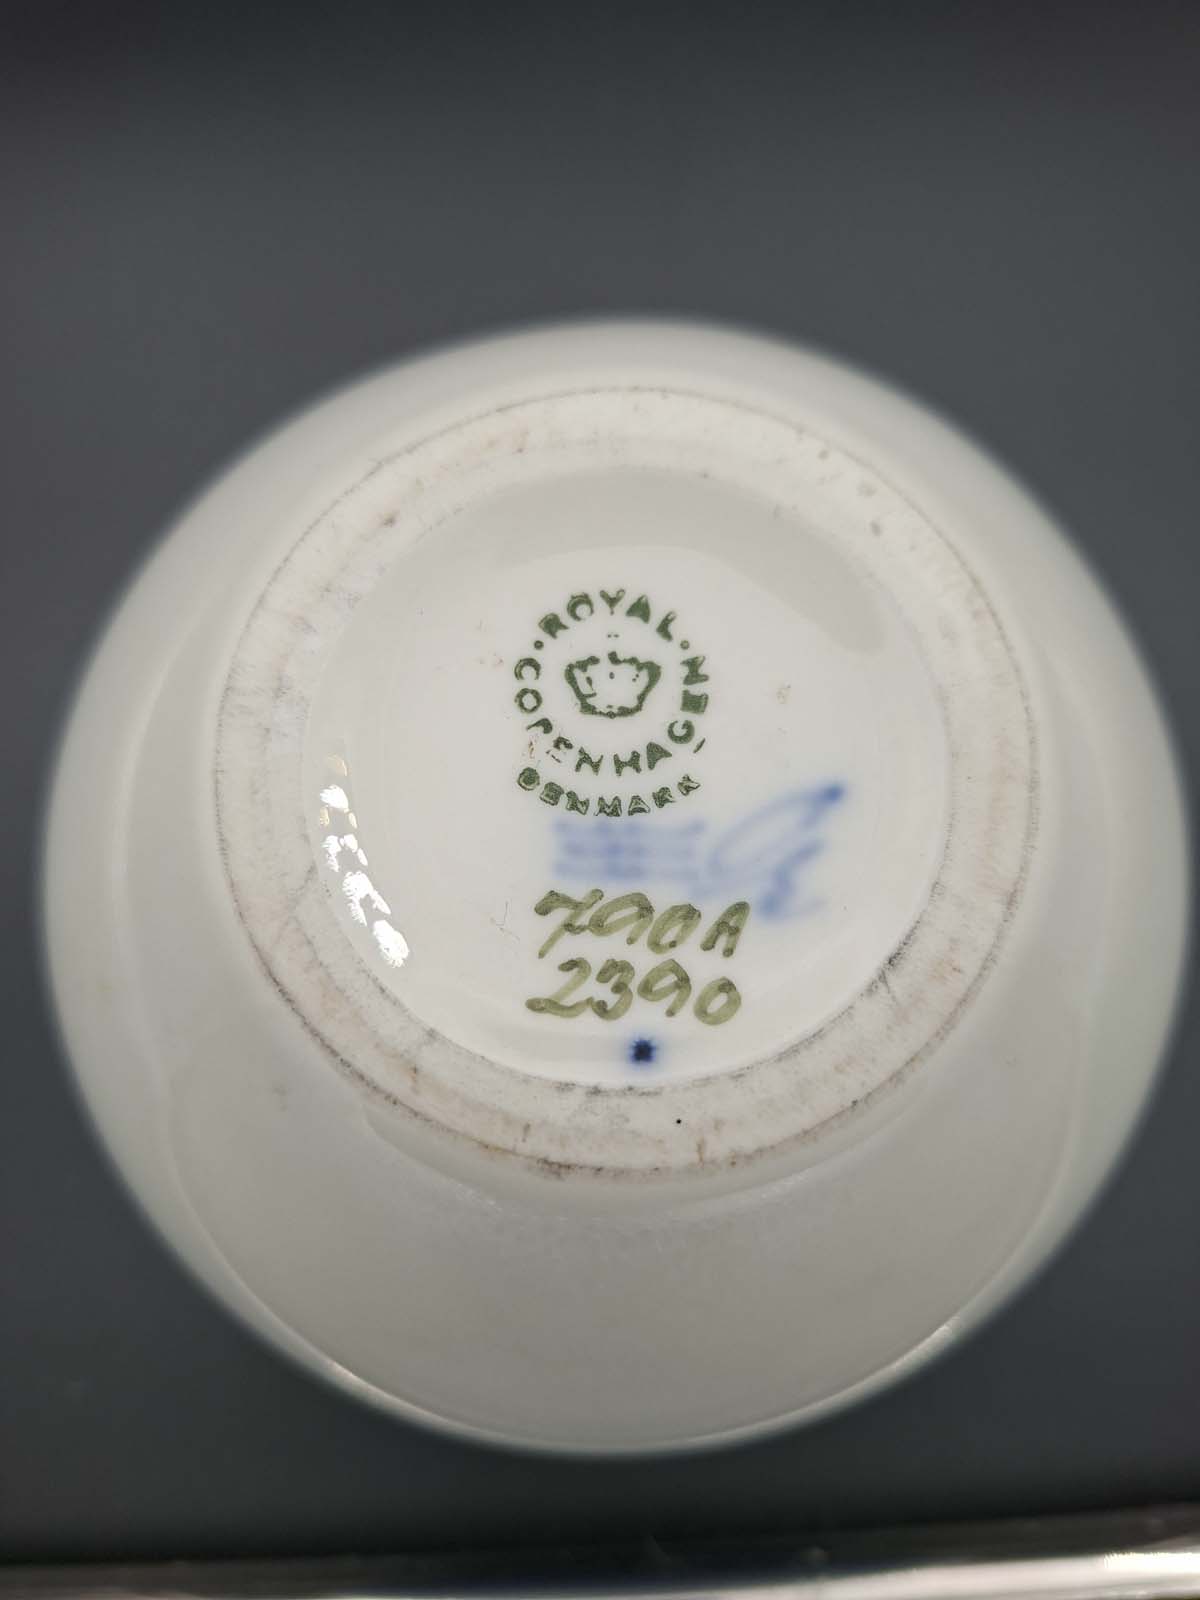 ROYAL
COPENHAGEN
DENMARK
790A
2390